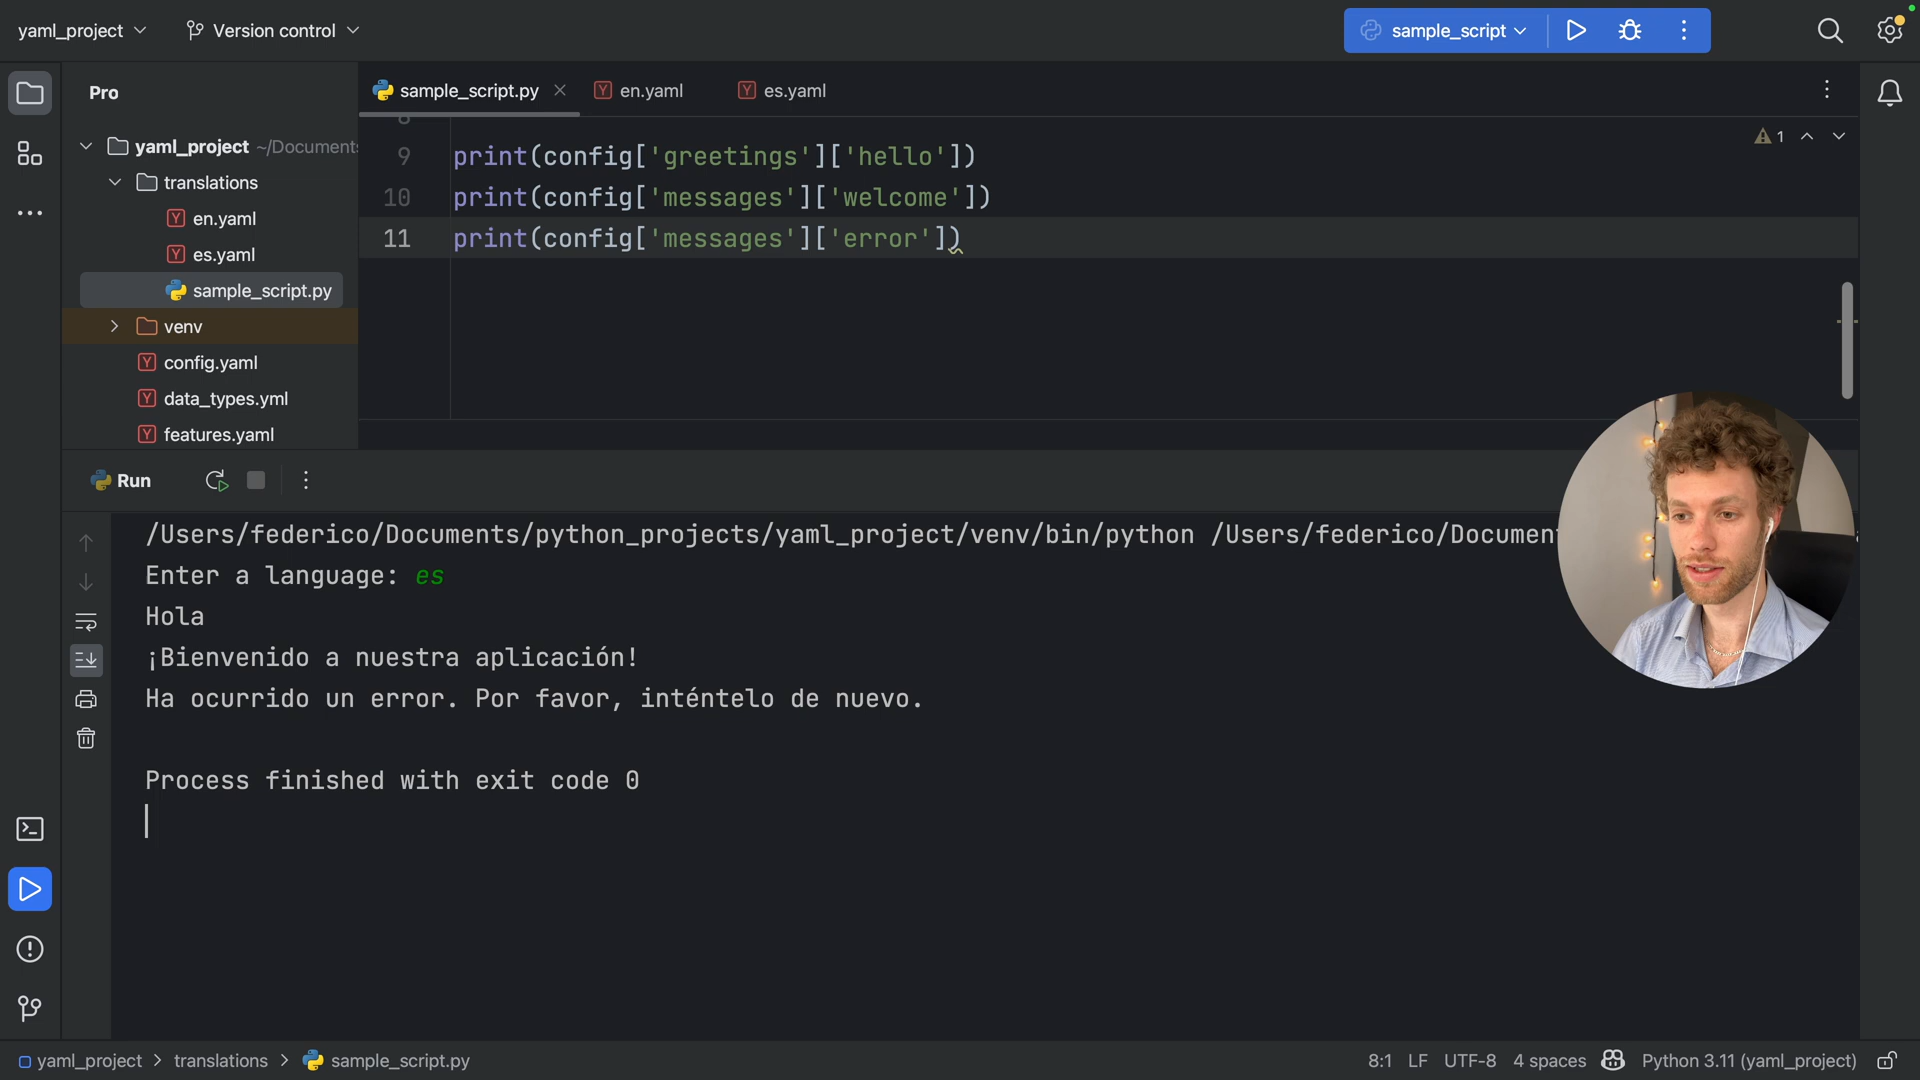 yaml_project
Version control
sample_script
Pro
sample_script.py
en.yaml
es.yaml
yaml_project ~/Documents
translations
en.yaml
es.yaml
sample_script.py
venv
config.yaml
data_types.yml
features.yaml
1
9 print(config['greetings']['hello'])
10 print(config['messages']['welcome'])
11 print(config['messages']['error'])
Run
/Users/federico/Documents/python_projects/yaml_project/venv/bin/python /Users/federico/Documen
Enter a language: es
Hola
¡Bienvenido a nuestra aplicación!
Ha ocurrido un error. Por favor, inténtelo de nuevo.
Process finished with exit code 0
yaml_project > translations > sample_script.py
8:1 LF UTF-8 4 spaces Python 3.11 (yaml_project)